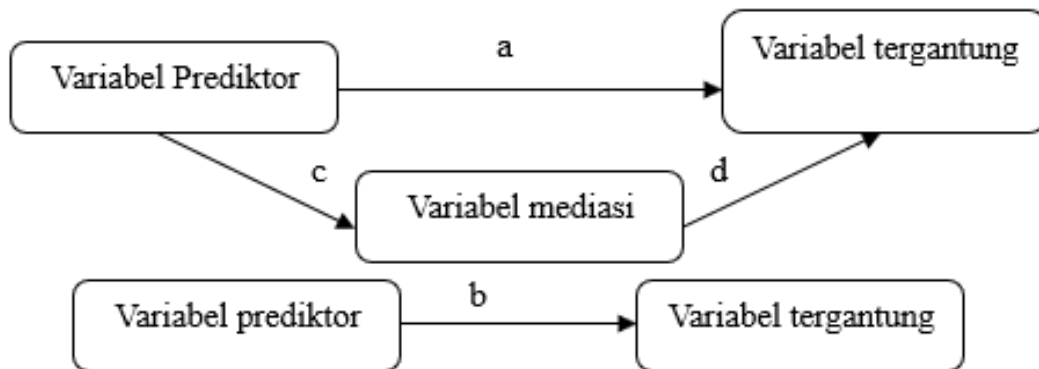 a
Variabel tergantung
Variabel Prediktor
c
d
Variabel mediasi
b
Variabel prediktor
Variabel tergantung